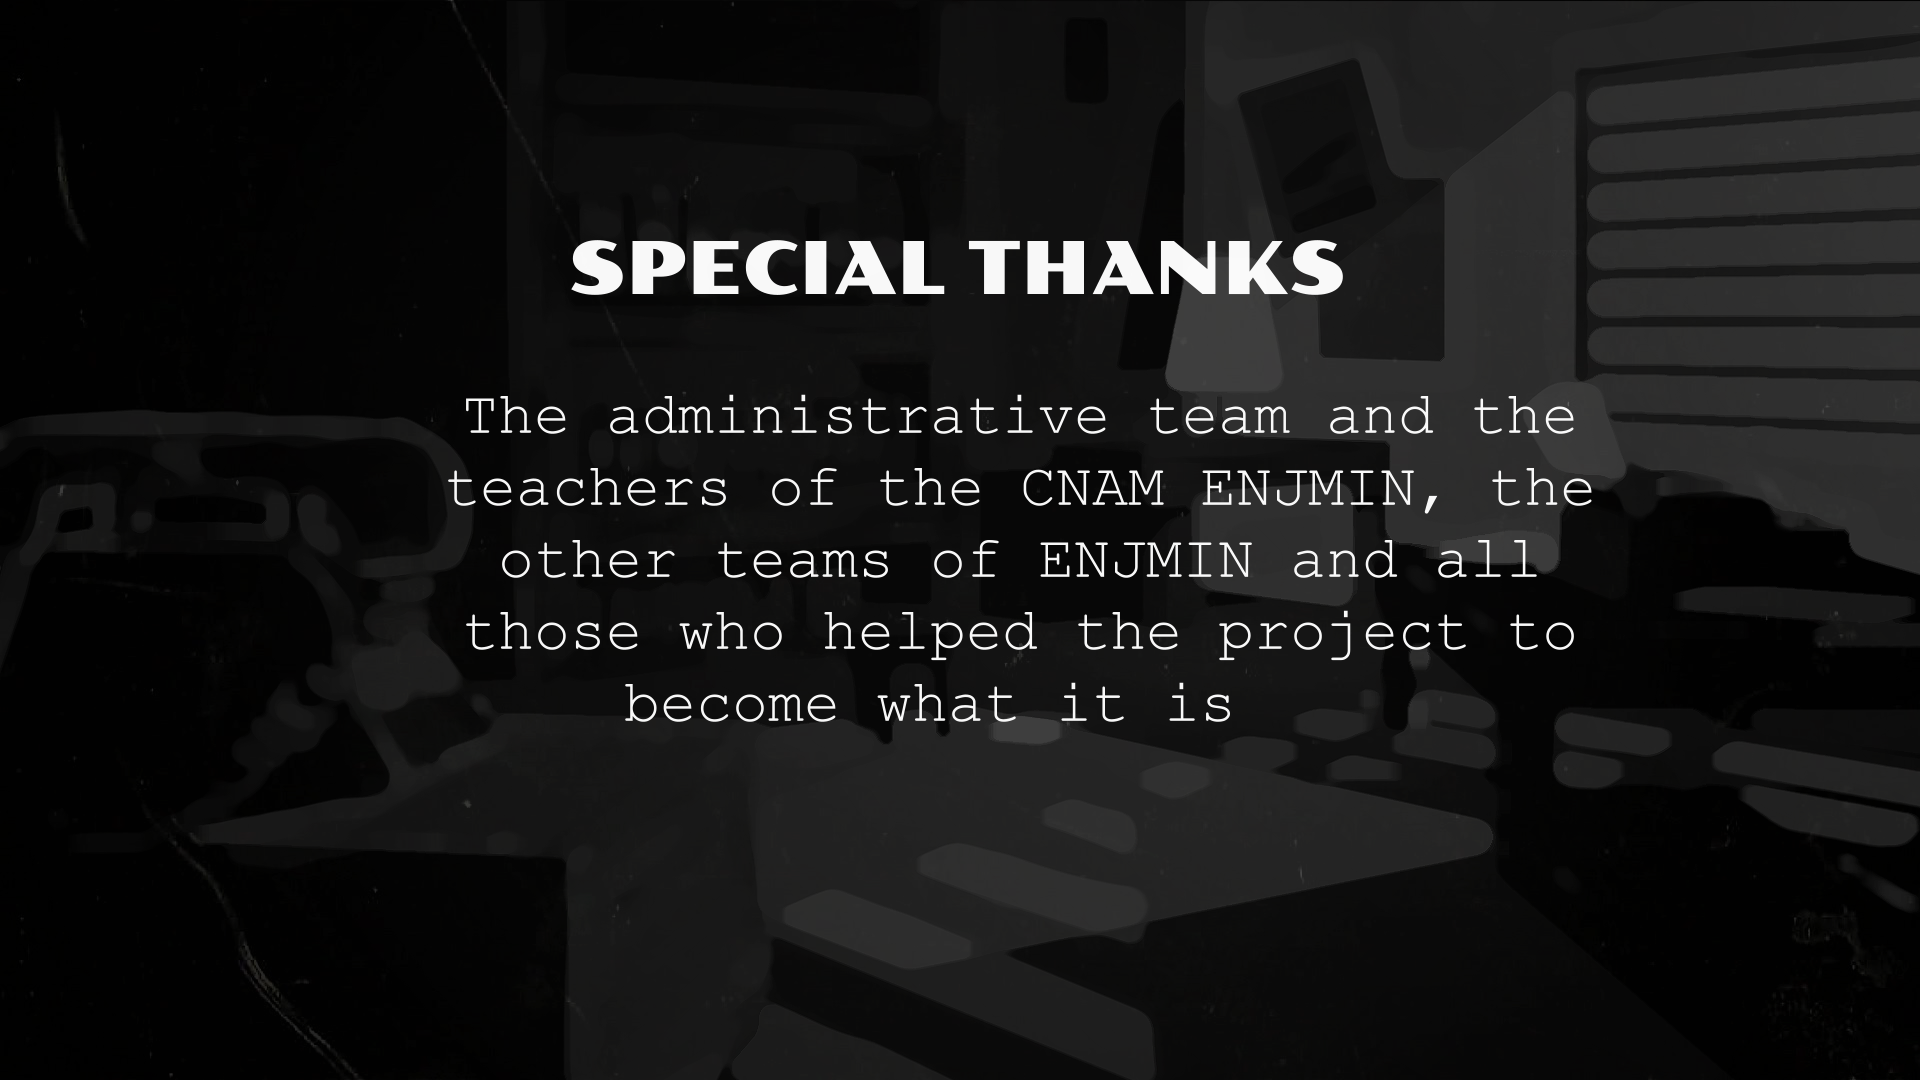 SPECIAL THANKS
The administrative team and the
teachers of the CNAM ENJMIN, the
other teams of ENJMIN and all
those who helped the project to
become what it is